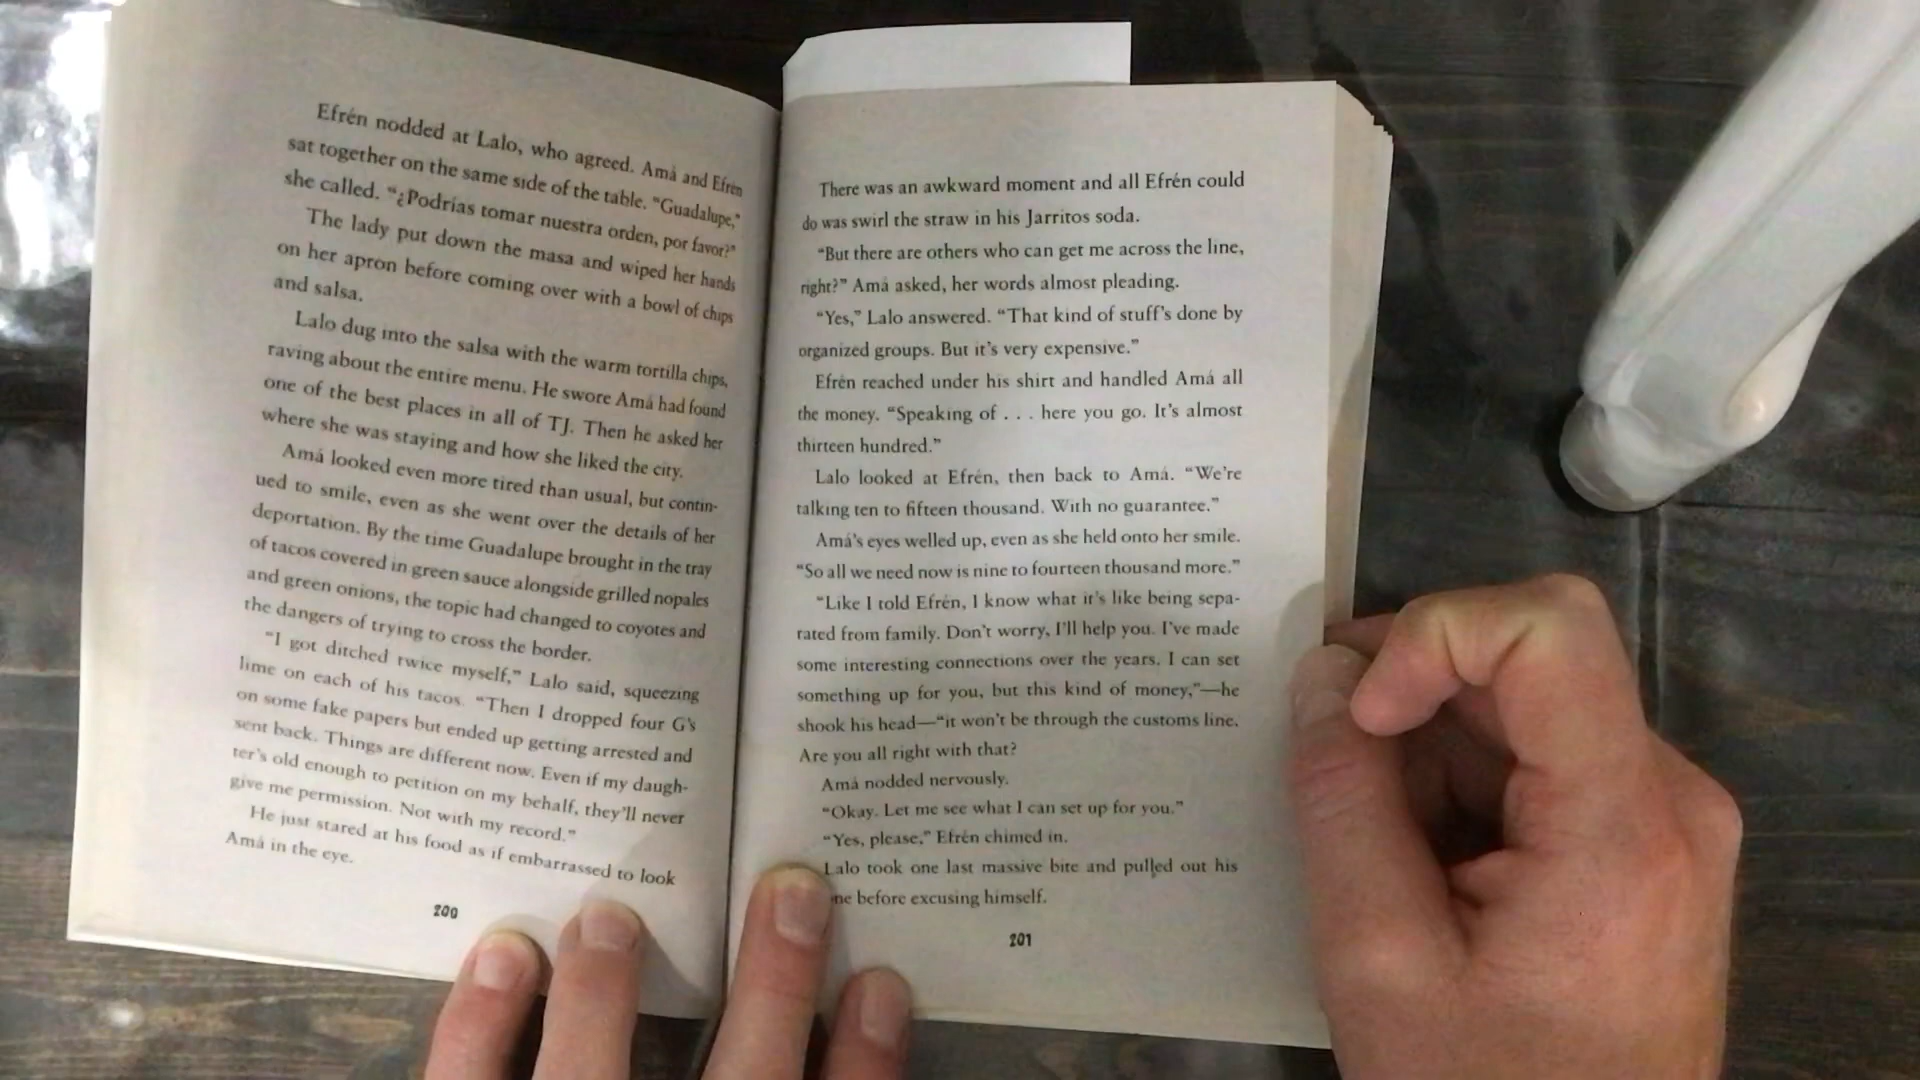 Efrén nodded at Lalo, who agreed. Amá and Efrén
sat together on the same side of the table. “Guadalupe,”
she called. “¿Podrías tomar nuestra orden, por favor?”
The lady put down the masa and wiped her hands
on her apron before coming over with a bowl of chips
and salsa.
Lalo dug into the salsa with the warm tortilla chips,
raving about the entire menu. He swore Amá had found
one of the best places in all of TJ. Then he asked her
where she was staying and how she liked the city.
Amá looked even more tired than usual, but contin-
ued to smile, even as she went over the details of her
deportation. By the time Guadalupe brought in the tray
of tacos covered in green sauce alongside grilled nopales
and green onions, the topic had changed to coyotes and
the dangers of trying to cross the border.
“I got ditched twice myself,” Lalo said, squeezing
lime on each of his tacos. “Then I dropped four G’s
on some fake papers but ended up getting arrested and
sent back. Things are different now. Even if my daugh-
ter’s old enough to petition on my behalf, they’ll never
give me permission. Not with my record.”
He just stared at his food as if embarrassed to look
Amá in the eye.
200
There was an awkward moment and all Efrén could
do was swirl the straw in his Jarritos soda.
“But there are others who can get me across the line,
right?” Amá asked, her words almost pleading.
“Yes,” Lalo answered. “That kind of stuff’s done by
organized groups. But it’s very expensive.”
Efrén reached under his shirt and handled Amá all
the money. “Speaking of . . . here you go. It’s almost
thirteen hundred.”
Lalo looked at Efrén, then back to Amá. “We’re
talking ten to fifteen thousand. With no guarantee.”
Amá’s eyes welled up, even as she held onto her smile.
“So all we need now is nine to fourteen thousand more.”
“Like I told Efrén, I know what it’s like being sepa-
rated from family. Don’t worry, I’ll help you. I’ve made
some interesting connections over the years. I can set
something up for you, but this kind of money,”—he
shook his head—“it won’t be through the customs line.
Are you all right with that?
Amá nodded nervously.
“Okay. Let me see what I can set up for you.”
“Yes, please,” Efrén chimed in.
Lalo took one last massive bite and pulled out his
ne before excusing himself.
201